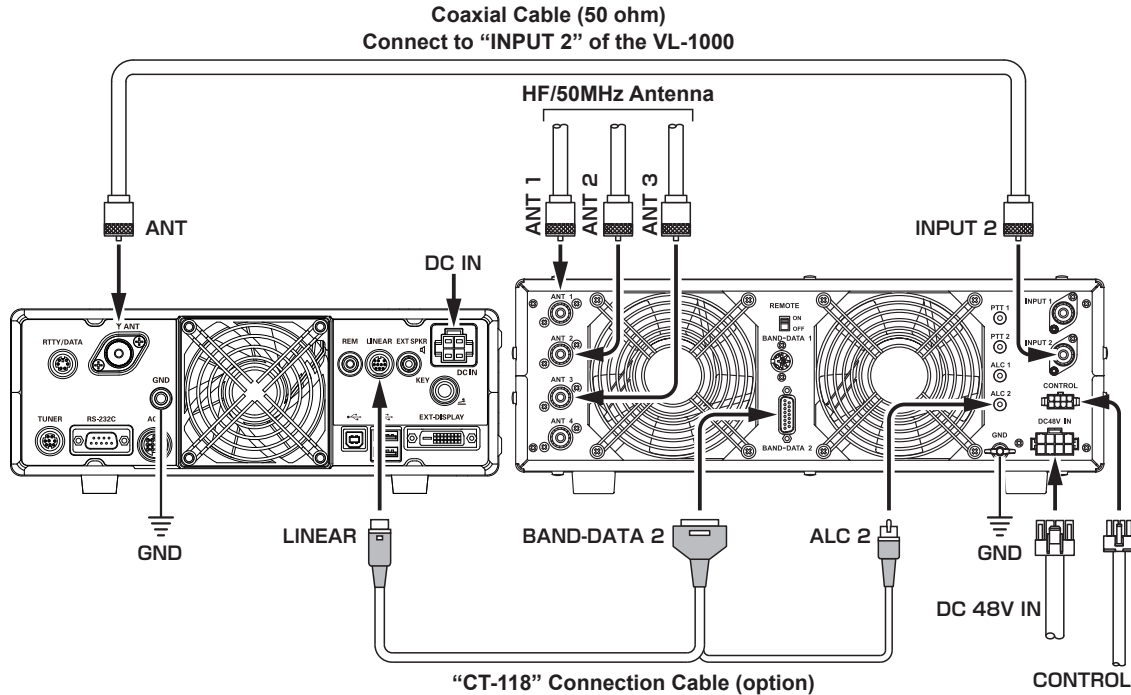 Coaxial Cable (50 ohm)
Connect to “INPUT 2” of the VL-1000
HF/50MHz Antenna
ANT 1
ANT 2
ANT 3
ANT
INPUT 2
DC IN
ANT
RTTY/DATA
GND
TUNER
RS-232C
REM
LINEAR
EXT SPKR
DC IN
KEY
EXT-DISPLAY
ANT 1
ANT 2
ANT 3
ANT 4
REMOTE
ON
OFF
BAND-DATA 1
BAND-DATA 2
PTT 1
PTT 2
ALC 1
ALC 2
GND
INPUT 1
INPUT 2
CONTROL
DC48V IN
GND
LINEAR
BAND-DATA 2
ALC 2
GND
DC 48V IN
CONTROL
“CT-118” Connection Cable (option)